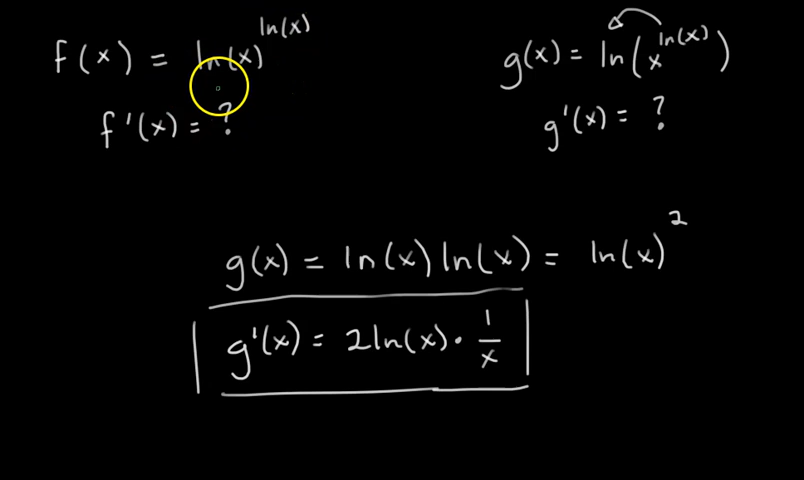 f(x) = ln(x)^ln(x)
f'(x) = ?
g(x) = ln(x^ln(x))
g'(x) = ?
g(x) = ln(x) ln(x) = ln(x)^2
g'(x) = 2ln(x) · 1/x